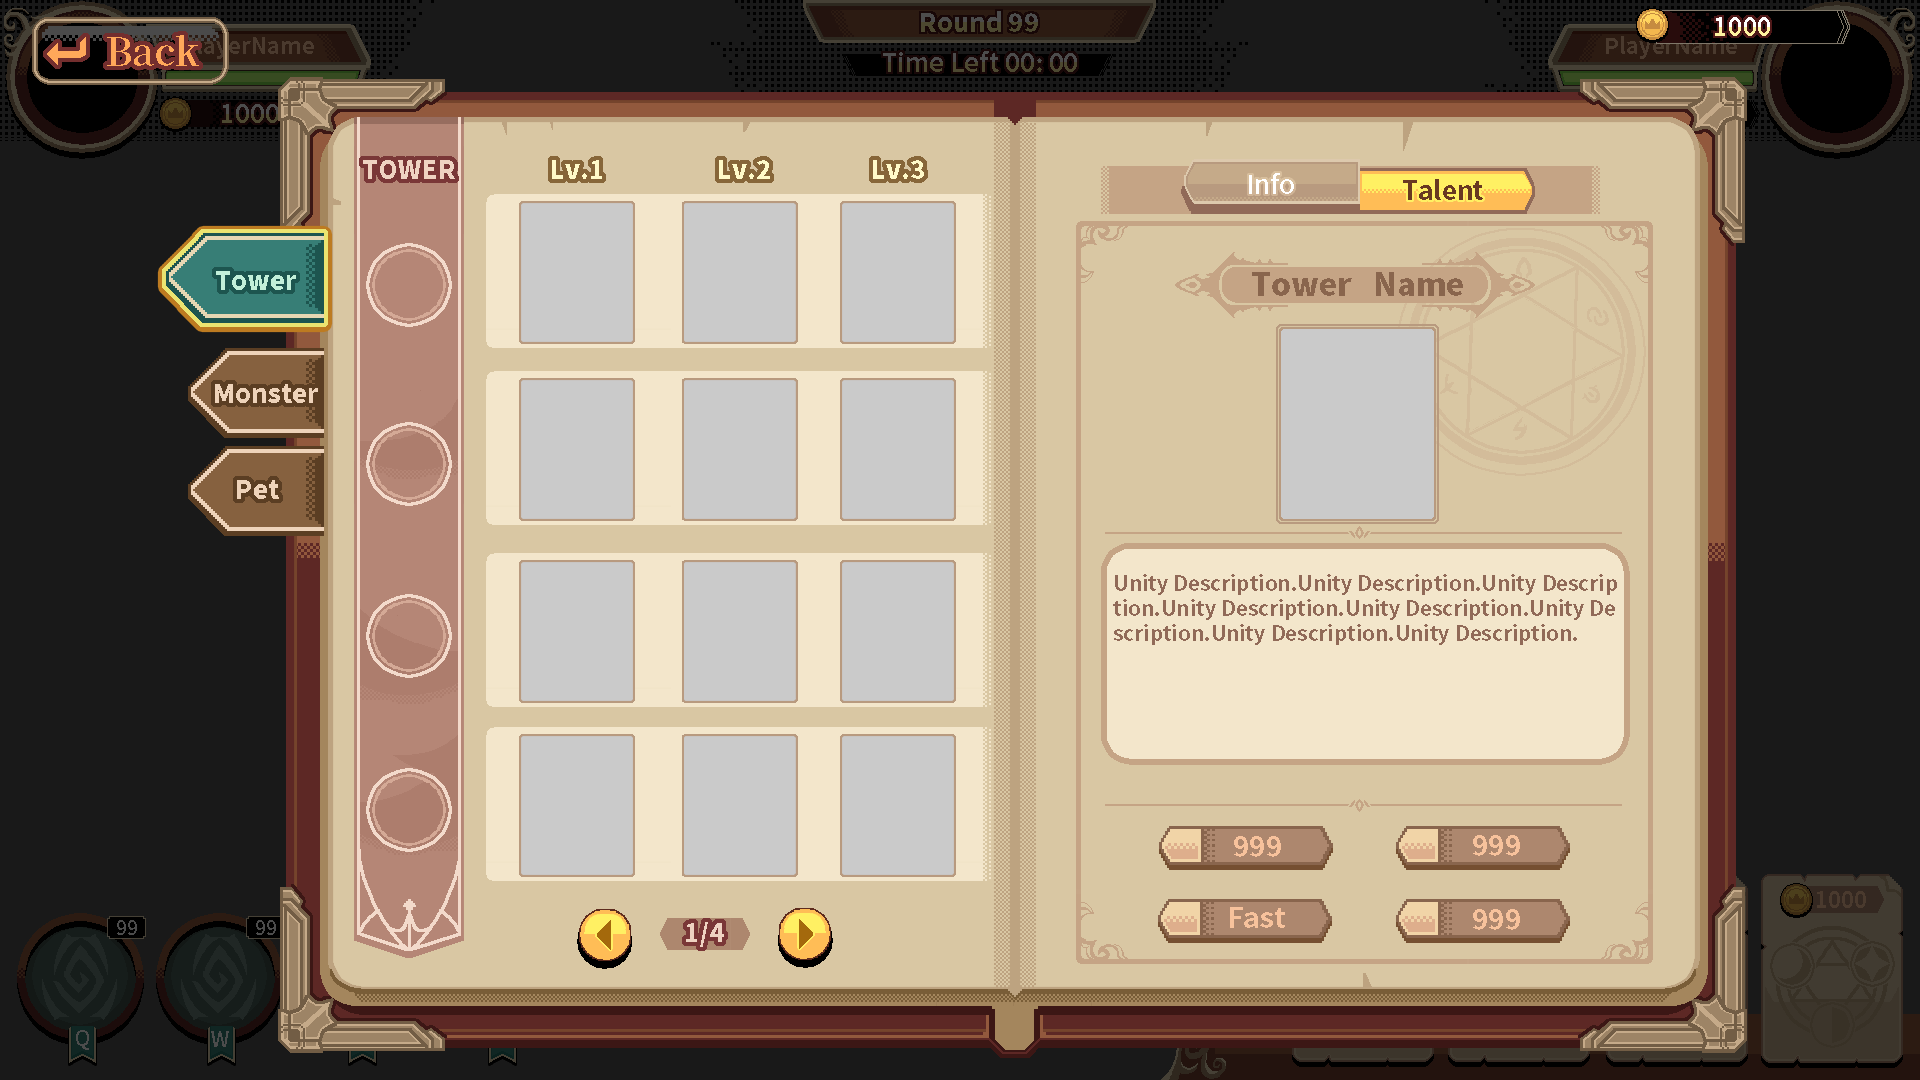 Back
PlayerName
1000
Round 99
Time Left 00: 00
PlayerName
1000
TOWER
Lv.1
Lv.2
Lv.3
Tower
Monster
Pet
1/4
Info
Talent
Tower Name
Unity Description.Unity Description.Unity Descrip
tion.Unity Description.Unity Description.Unity De
scription.Unity Description.Unity Description.
999
999
Fast
999
99
99
Q
W
1000